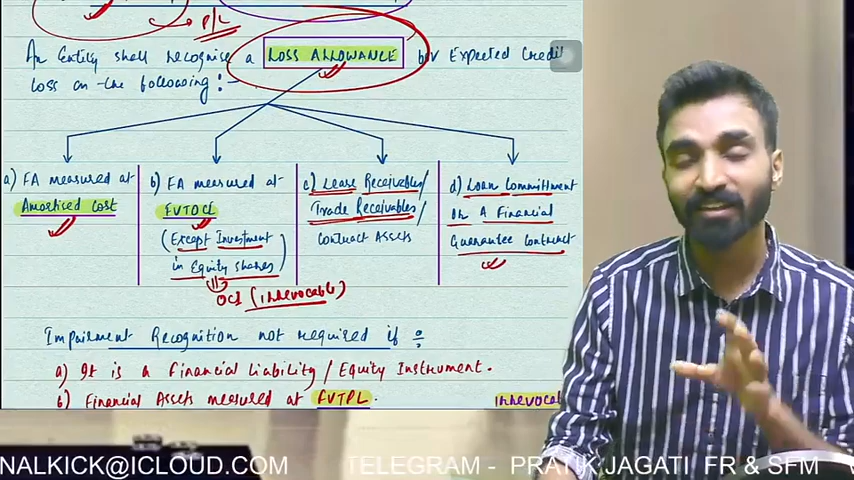 P/L
An Entity shall recognise a LOSS ALLOWANCE for Expected Credit
loss on the following :-
a) FA measured at
Amortised Cost
b) FA measured at
FVTOCI
(Except Investment
in Equity shares)
OCI (irrevocable)
c) Lease Receivables/
Trade Receivables/
Contract Assets
d) Loan Commitment
Or A Financial
Guarantee Contract
Impairment Recognition not required if :
a) It is a Financial Liability / Equity Instrument.
b) Financial Assets measured at FVTPL.
NALKICK@ICLOUD.COM TELEGRAM - PRATIK JAGATI FR & SFM